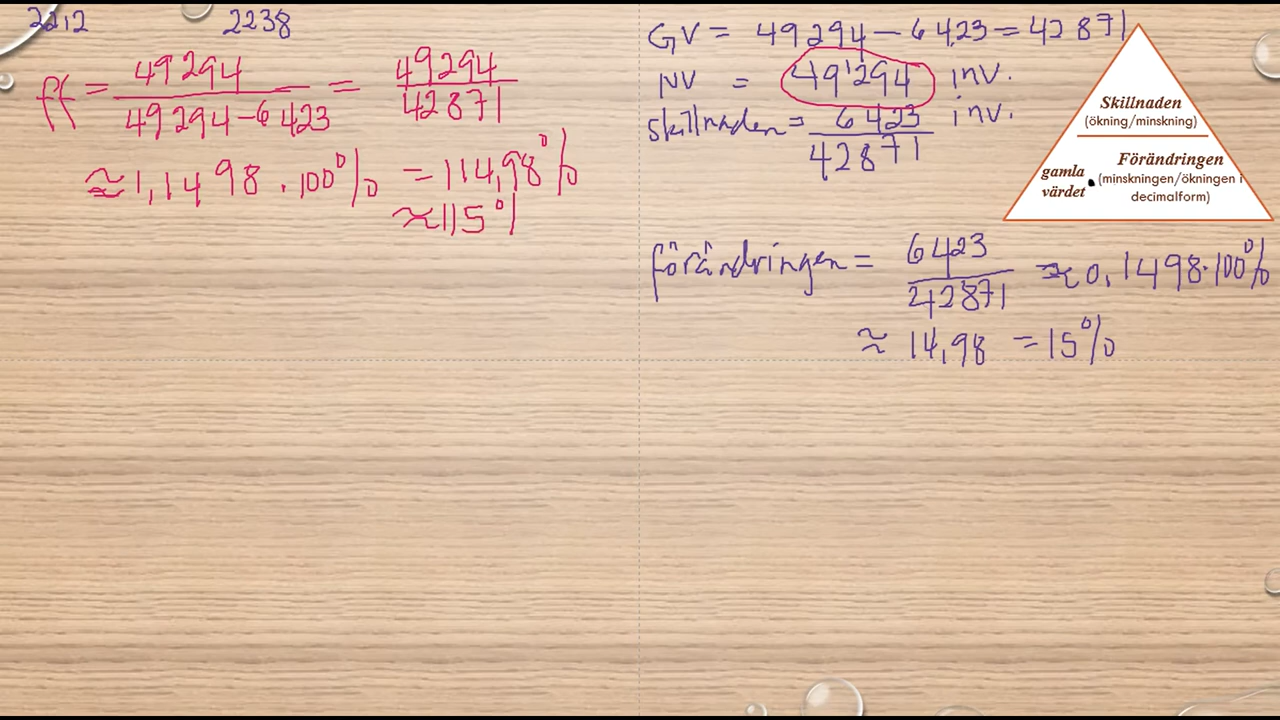 2212 2238
ff = 49294 / 49294-6423 = 49294 / 42871
≈ 1,1498 · 100% = 114,98%
≈ 115%
GV = 49294 - 6423 = 42871
NV = 49'294 inv.
skillnaden = 6423 inv.
42871
Skillnaden
(ökning/minskning)
gamla
värdet
•
Förändringen
(minskningen/ökningen i
decimalform)
förändringen = 6423 / 42871 ≈ 0,1498·100%
≈ 14,98 = 15%